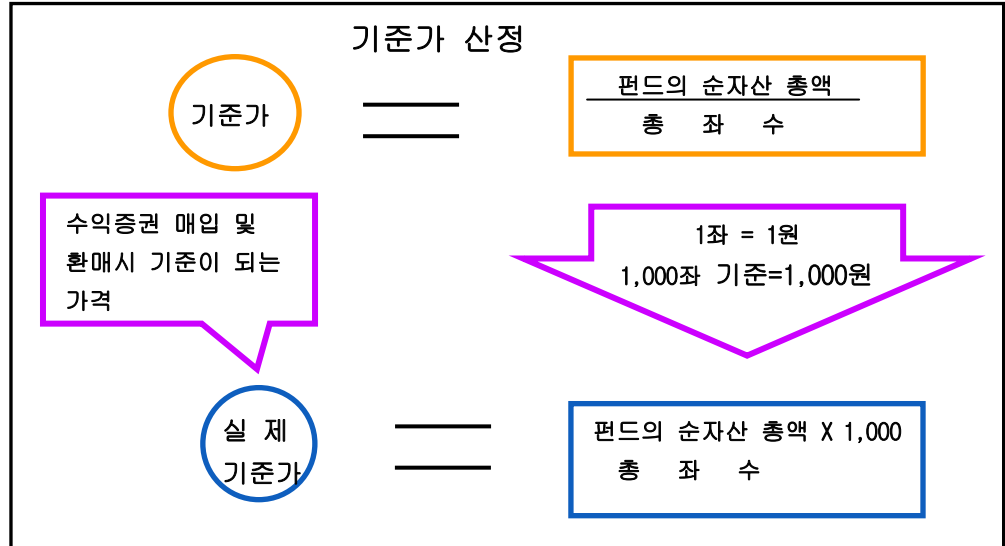 기준가 산정
기준가
펀드의 순자산 총액
총 좌 수
수익증권 매입 및
환매시 기준이 되는
가격
1좌 = 1원
1,000좌 기준=1,000원
실 제
기준가
펀드의 순자산 총액 X 1,000
총 좌 수